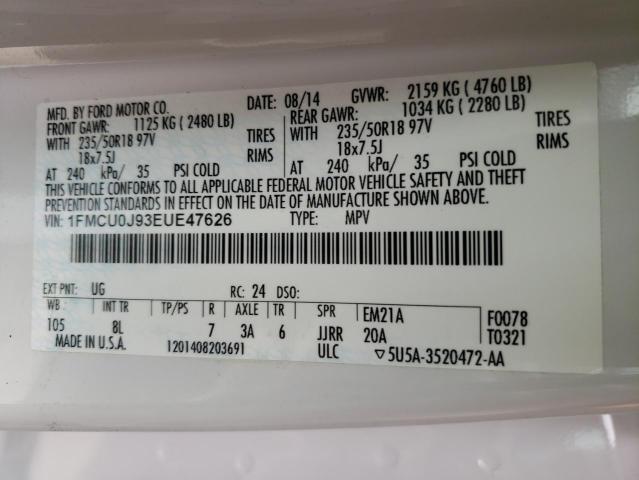 MFD. BY FORD MOTOR CO.
DATE: 08/14 GVWR: 2159 KG ( 4760 LB)
FRONT GAWR: 1125 KG ( 2480 LB) REAR GAWR: 1034 KG ( 2280 LB)
WITH 235/50R18 97V TIRES WITH 235/50R18 97V TIRES
18x7.5J RIMS 18x7.5J RIMS
AT 240 kPa/ 35 PSI COLD AT 240 kPa/ 35 PSI COLD
THIS VEHICLE CONFORMS TO ALL APPLICABLE FEDERAL MOTOR VEHICLE SAFETY AND THEFT
PREVENTION STANDARDS IN EFFECT ON THE DATE OF MANUFACTURE SHOWN ABOVE.
VIN: 1FMCU0J93EUE47626 TYPE: MPV
EXT PNT: UG RC: 24 DSO:
WB INT TR TP/PS R AXLE TR SPR EM21A F0078
105 8L 7 3A 6 JJRR 20A T0321
MADE IN U.S.A. 1201408203691 ULC 5U5A-3520472-AA